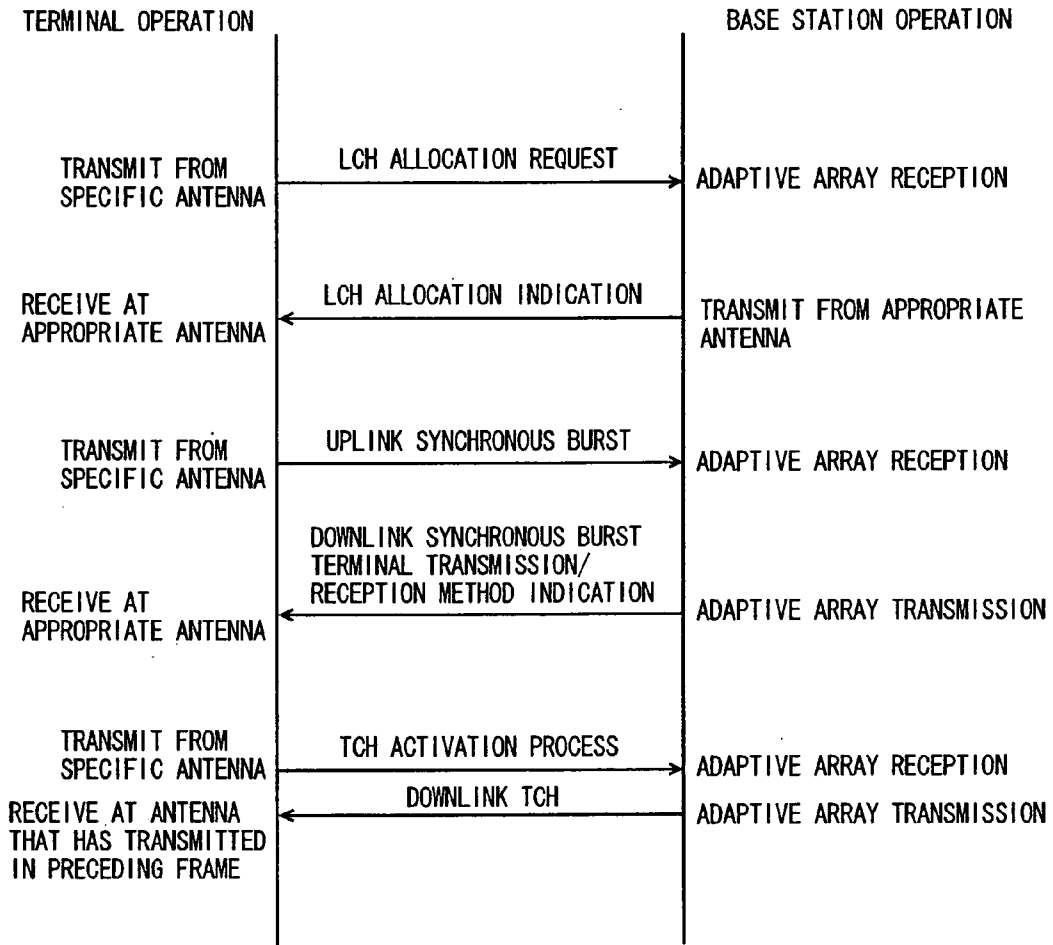 TERMINAL OPERATION
BASE STATION OPERATION
TRANSMIT FROM
SPECIFIC ANTENNA
LCH ALLOCATION REQUEST
ADAPTIVE ARRAY RECEPTION
RECEIVE AT
APPROPRIATE ANTENNA
LCH ALLOCATION INDICATION
TRANSMIT FROM APPROPRIATE
ANTENNA
TRANSMIT FROM
SPECIFIC ANTENNA
UPLINK SYNCHRONOUS BURST
ADAPTIVE ARRAY RECEPTION
DOWNLINK SYNCHRONOUS BURST
TERMINAL TRANSMISSION/
RECEPTION METHOD INDICATION
RECEIVE AT
APPROPRIATE ANTENNA
ADAPTIVE ARRAY TRANSMISSION
TRANSMIT FROM
SPECIFIC ANTENNA
TCH ACTIVATION PROCESS
ADAPTIVE ARRAY RECEPTION
DOWNLINK TCH
RECEIVE AT ANTENNA
THAT HAS TRANSMITTED
IN PRECEDING FRAME
ADAPTIVE ARRAY TRANSMISSION